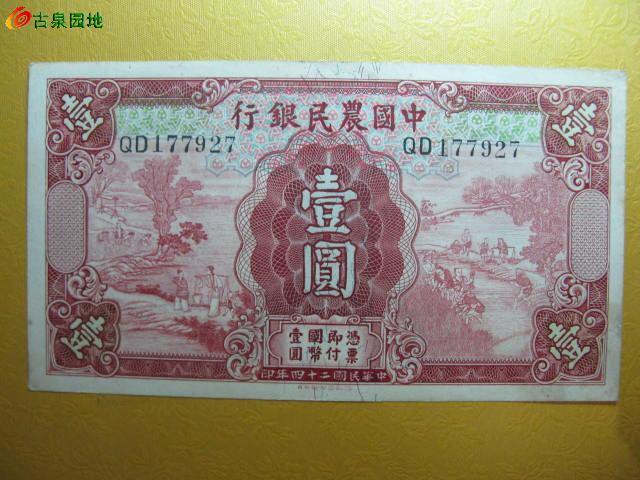 古泉园地
壹 壹
中國農民銀行
QD177927 QD177927
壹圓
憑票
即付
國幣
壹圓
中華民國二十四年印
壹 壹